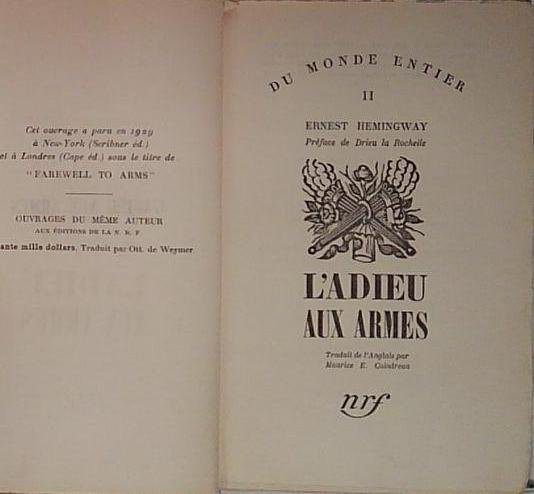 Cet ouvrage a paru en 1929
à New-York (Scribner éd.)
et à Londres (Cape éd.) sous le titre de
"FAREWELL TO ARMS"
OUVRAGES DU MÊME AUTEUR
AUX ÉDITIONS DE LA N. R. F
ante mille dollars. Traduit par Ott. de Weymer
DU MONDE ENTIER
II
ERNEST HEMINGWAY
Préface de Drieu la Rochelle
L'ADIEU
AUX ARMES
Traduit de l'Anglais par
Maurice E. Coindreau
nrf